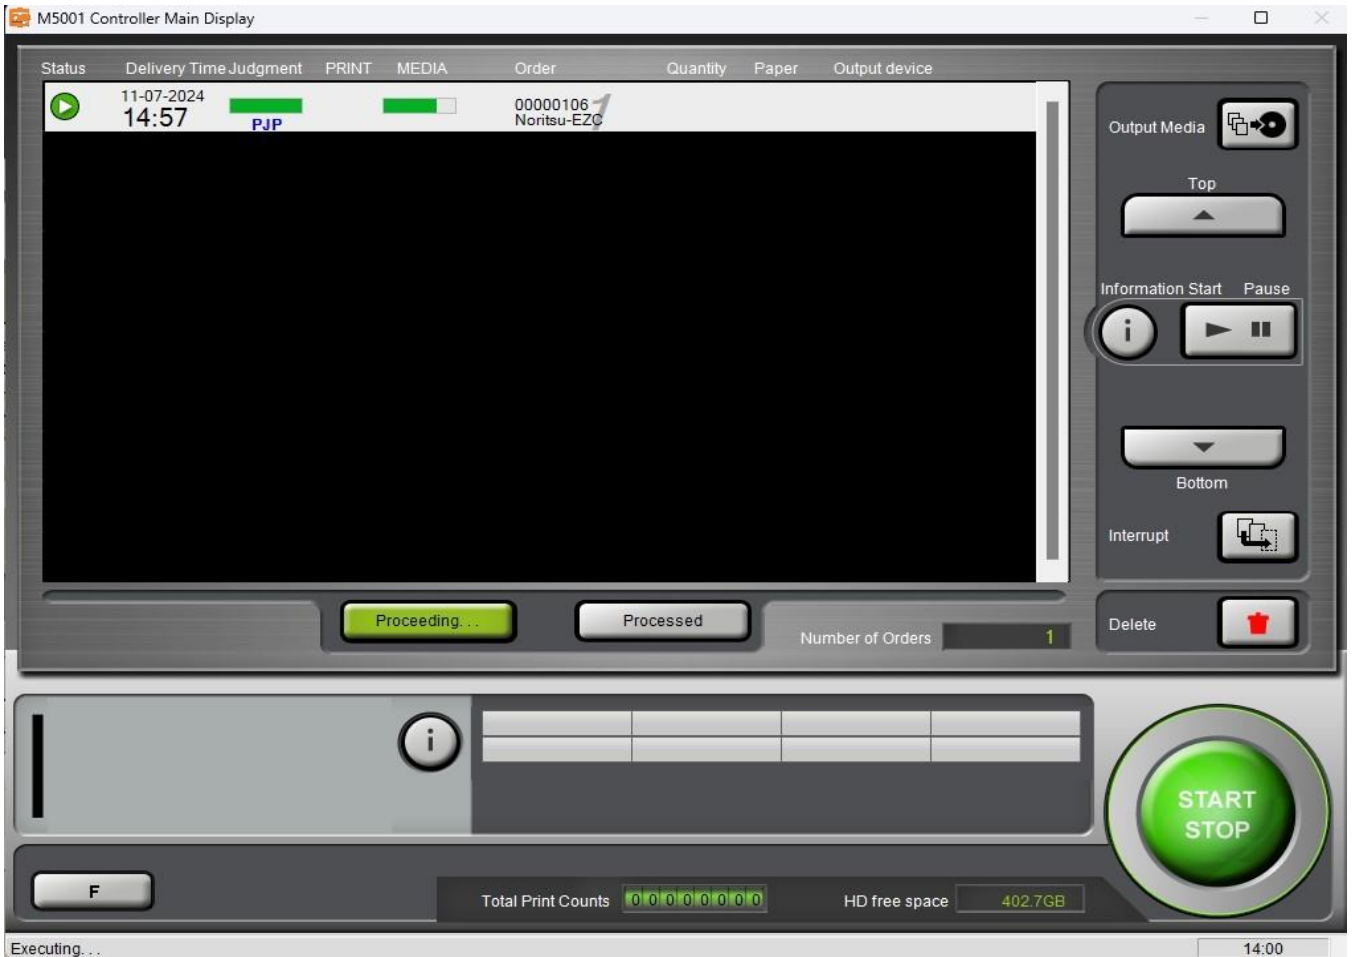 M5001 Controller Main Display
Status Delivery Time Judgment PRINT MEDIA Order Quantity Paper Output device
11-07-2024
14:57
PJP
00000106
Noritsu-EZC
1
Output Media
Top
Information Start Pause
i
Bottom
Interrupt
Proceeding...
Processed
Number of Orders 1
Delete
i
START
STOP
F
Total Print Counts 00000000 HD free space 402.7GB
Executing... 14:00